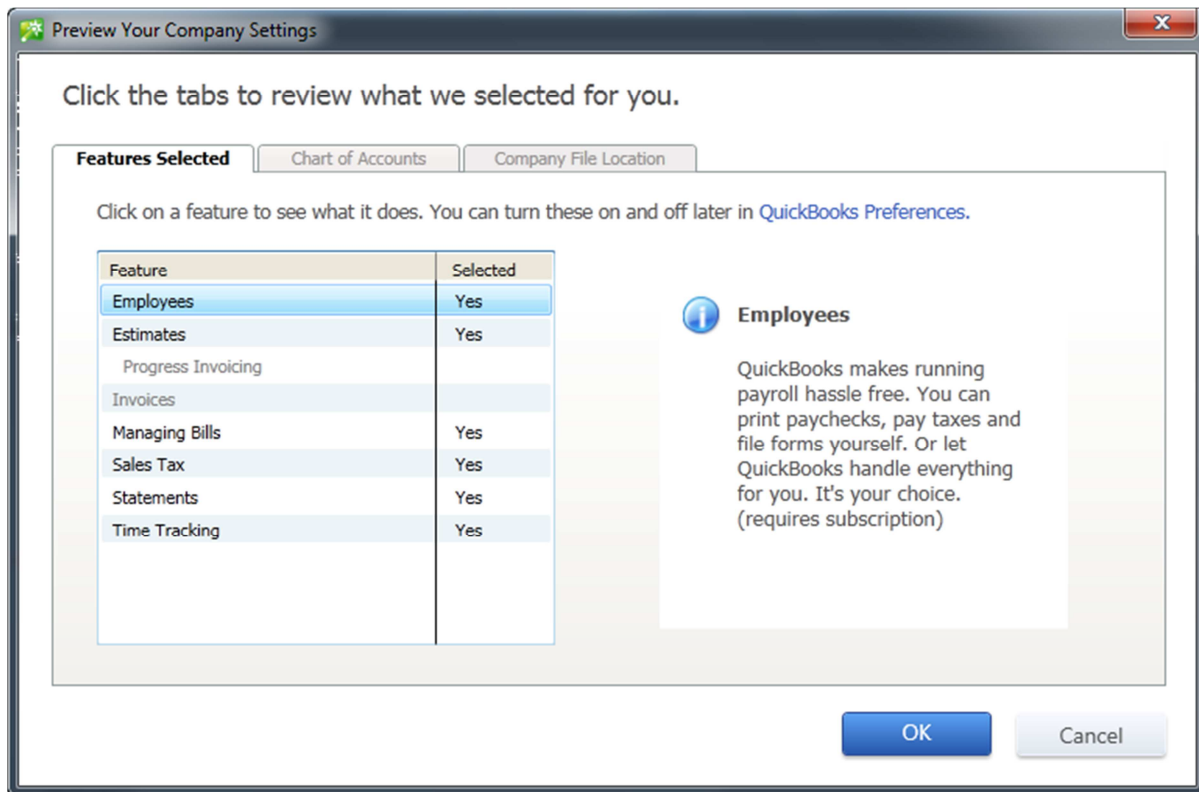 Preview Your Company Settings
Click the tabs to review what we selected for you.
Features Selected Chart of Accounts Company File Location
Click on a feature to see what it does. You can turn these on and off later in QuickBooks Preferences.
Feature Selected
Employees Yes
Estimates Yes
Progress Invoicing
Invoices
Managing Bills Yes
Sales Tax Yes
Statements Yes
Time Tracking Yes
Employees
QuickBooks makes running
payroll hassle free. You can
print paychecks, pay taxes and
file forms yourself. Or let
QuickBooks handle everything
for you. It's your choice.
(requires subscription)
OK Cancel